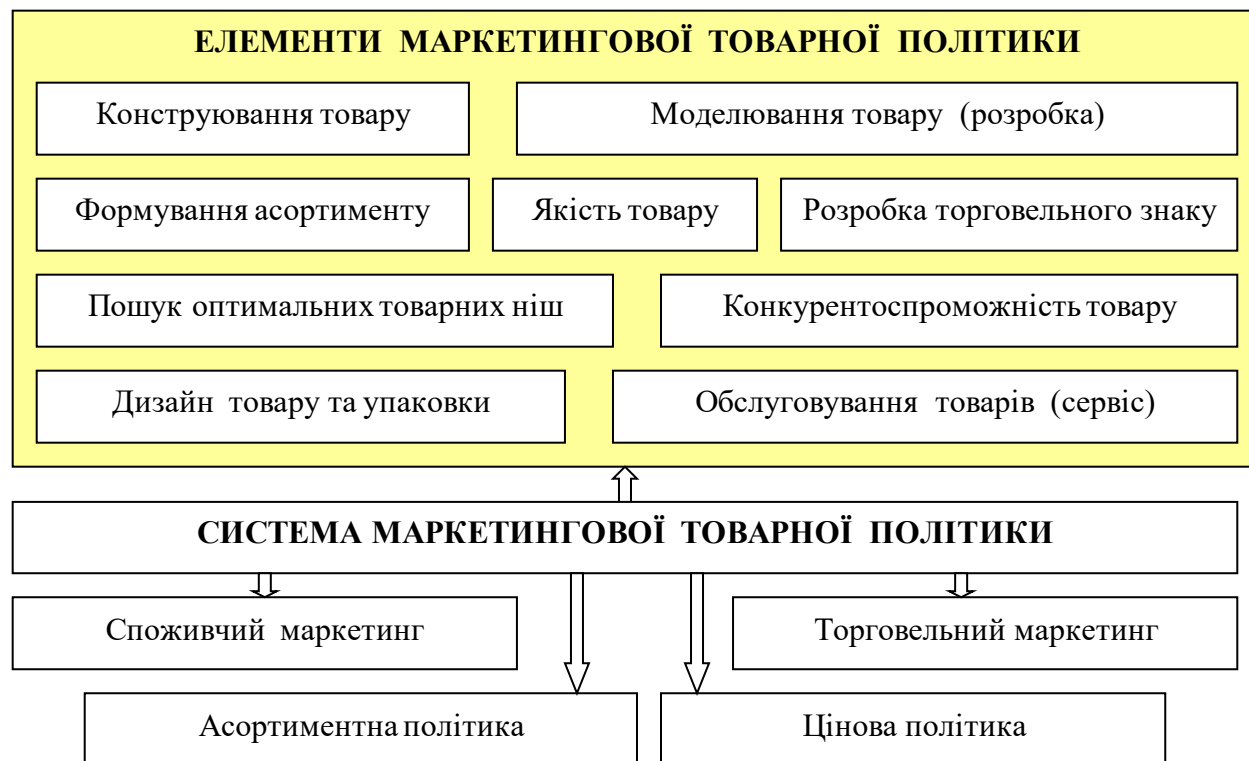 ЕЛЕМЕНТИ МАРКЕТИНГОВОЇ ТОВАРНОЇ ПОЛІТИКИ
Конструювання товару
Моделювання товару (розробка)
Формування асортименту
Якість товару
Розробка торговельного знаку
Пошук оптимальних товарних ніш
Конкурентоспроможність товару
Дизайн товару та упаковки
Обслуговування товарів (сервіс)
СИСТЕМА МАРКЕТИНГОВОЇ ТОВАРНОЇ ПОЛІТИКИ
Споживчий маркетинг
Торговельний маркетинг
Асортиментна політика
Цінова політика